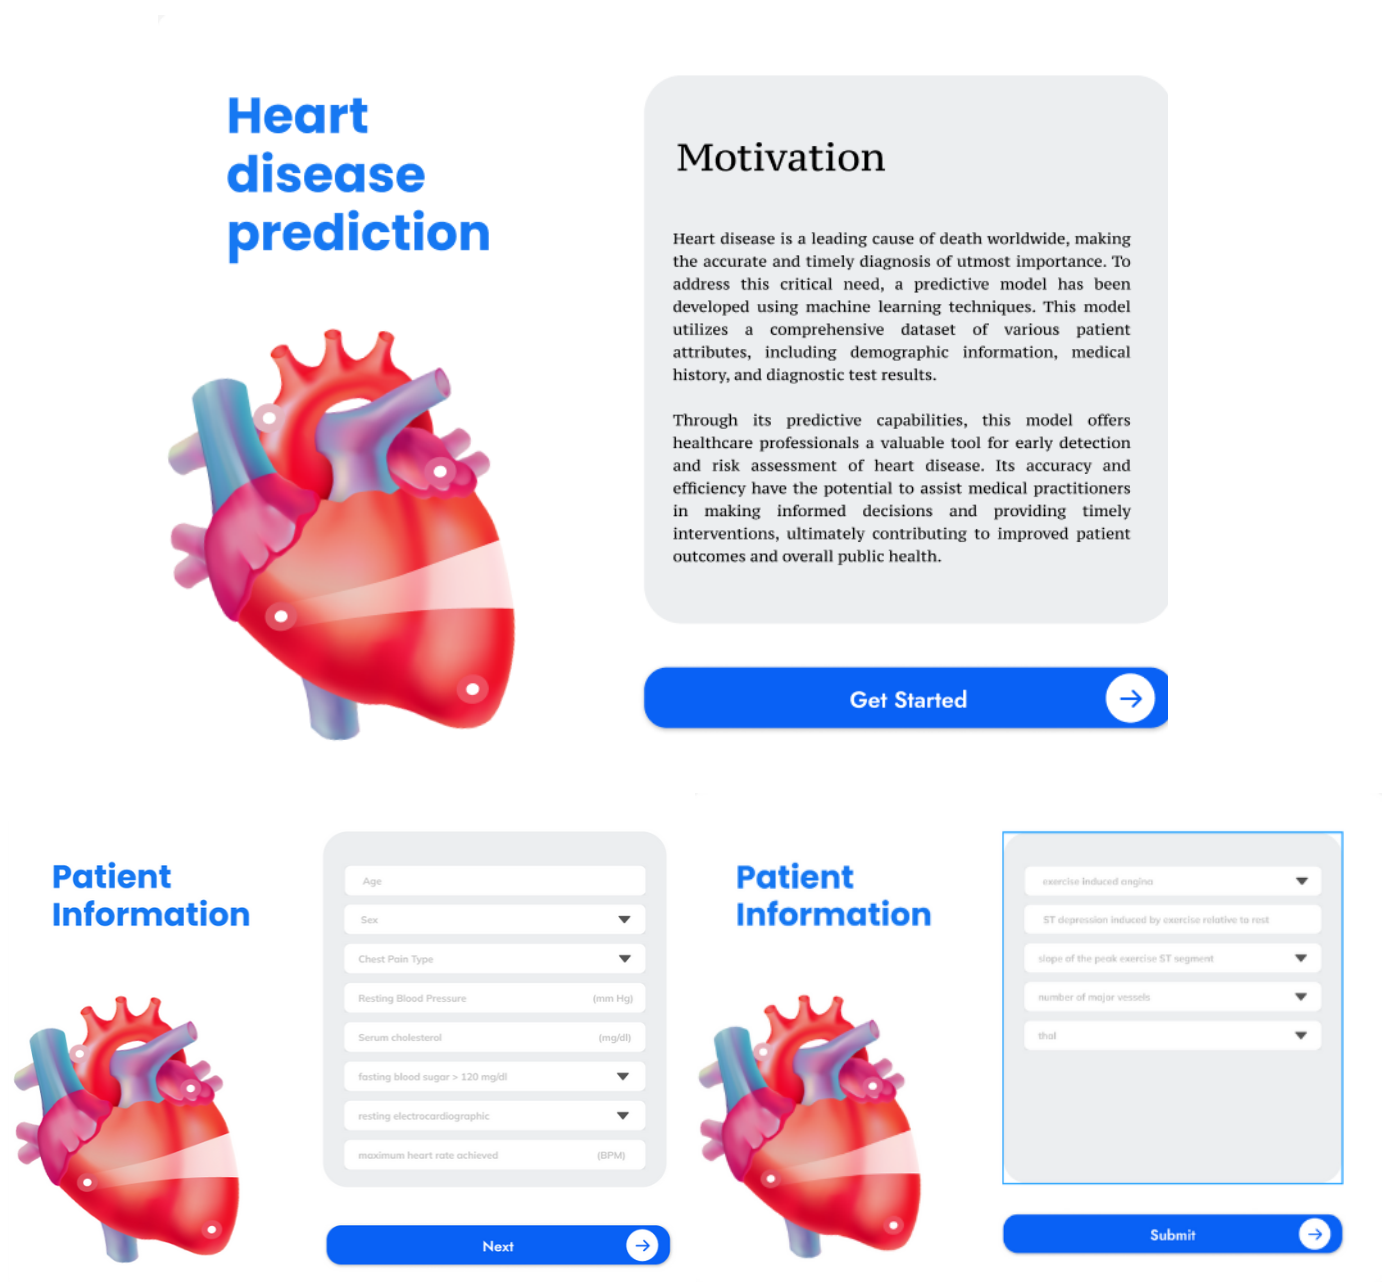 Heart
disease
prediction
Motivation
Heart disease is a leading cause of death worldwide, making
the accurate and timely diagnosis of utmost importance. To
address this critical need, a predictive model has been
developed using machine learning techniques. This model
utilizes a comprehensive dataset of various patient
attributes, including demographic information, medical
history, and diagnostic test results.
Through its predictive capabilities, this model offers
healthcare professionals a valuable tool for early detection
and risk assessment of heart disease. Its accuracy and
efficiency have the potential to assist medical practitioners
in making informed decisions and providing timely
interventions, ultimately contributing to improved patient
outcomes and overall public health.
Get Started
Patient
Information
Age
Sex
Chest Pain Type
Resting Blood Pressure (mm Hg)
Serum cholesterol (mg/dl)
fasting blood sugar > 120 mg/dl
resting electrocardiographic
maximum heart rate achieved (BPM)
Next
Patient
Information
exercise induced angina
ST depression induced by exercise relative to rest
slope of the peak exercise ST segment
number of major vessels
thal
Submit